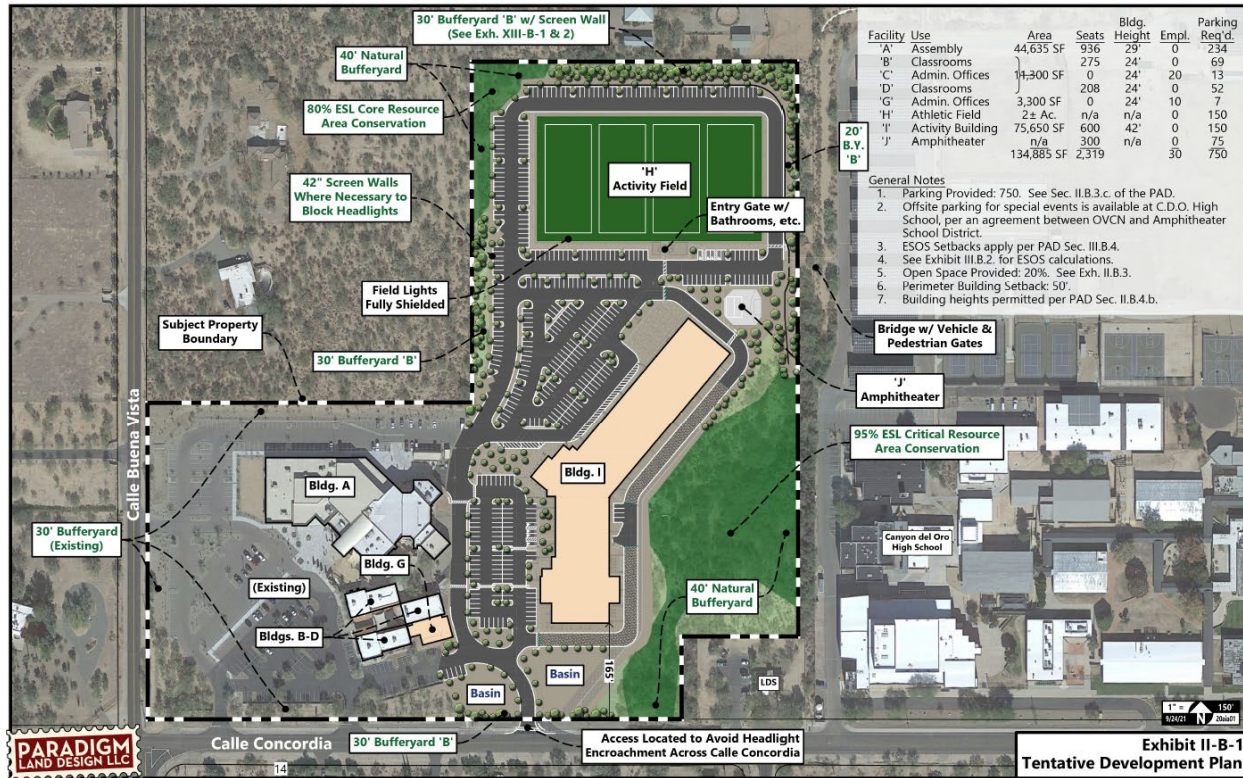 30' Bufferyard 'B' w/ Screen Wall
(See Exh. XIII-B-1 & 2)
40' Natural
Bufferyard
80% ESL Core Resource
Area Conservation
42" Screen Walls
Where Necessary to
Block Headlights
20'
B.Y.
'B'
'H'
Activity Field
Entry Gate w/
Bathrooms, etc.
Field Lights
Fully Shielded
Subject Property
Boundary
30' Bufferyard 'B'
Bridge w/ Vehicle &
Pedestrian Gates
'J'
Amphitheater
95% ESL Critical Resource
Area Conservation
Calle Buena Vista
Bldg. A
Bldg. I
30' Bufferyard
(Existing)
Bldg. G
(Existing)
Bldgs. B-D
Canyon del Oro
High School
40' Natural
Bufferyard
165'
Basin
Basin
LDS
Calle Concordia
30' Bufferyard 'B'
Access Located to Avoid Headlight
Encroachment Across Calle Concordia
14
Facility Use Area Seats Bldg. Height Empl. Parking Req'd.
'A' Assembly 44,635 SF 936 29' 0 234
'B' Classrooms 275 24' 0 69
'C' Admin. Offices 11,300 SF 0 24' 20 13
'D' Classrooms 208 24' 0 52
'G' Admin. Offices 3,300 SF 0 24' 10 7
'H' Athletic Field 2± Ac. n/a n/a 0 150
'I' Activity Building 75,650 SF 600 42' 0 150
'J' Amphitheater n/a 300 n/a 0 75
134,885 SF 2,319 30 750
General Notes
1. Parking Provided: 750. See Sec. II.B.3.c. of the PAD.
2. Offsite parking for special events is available at C.D.O. High
School, per an agreement between OVCN and Amphitheater
School District.
3. ESOS Setbacks apply per PAD Sec. III.B.4.
4. See Exhibit III.B.2. for ESOS calculations.
5. Open Space Provided: 20%. See Exh. II.B.3.
6. Perimeter Building Setback: 50'.
7. Building heights permitted per PAD Sec. II.B.4.b.
PARADIGM
LAND DESIGN LLC
1" = 150'
9/24/21 N 20aia01
Exhibit II-B-1
Tentative Development Plan